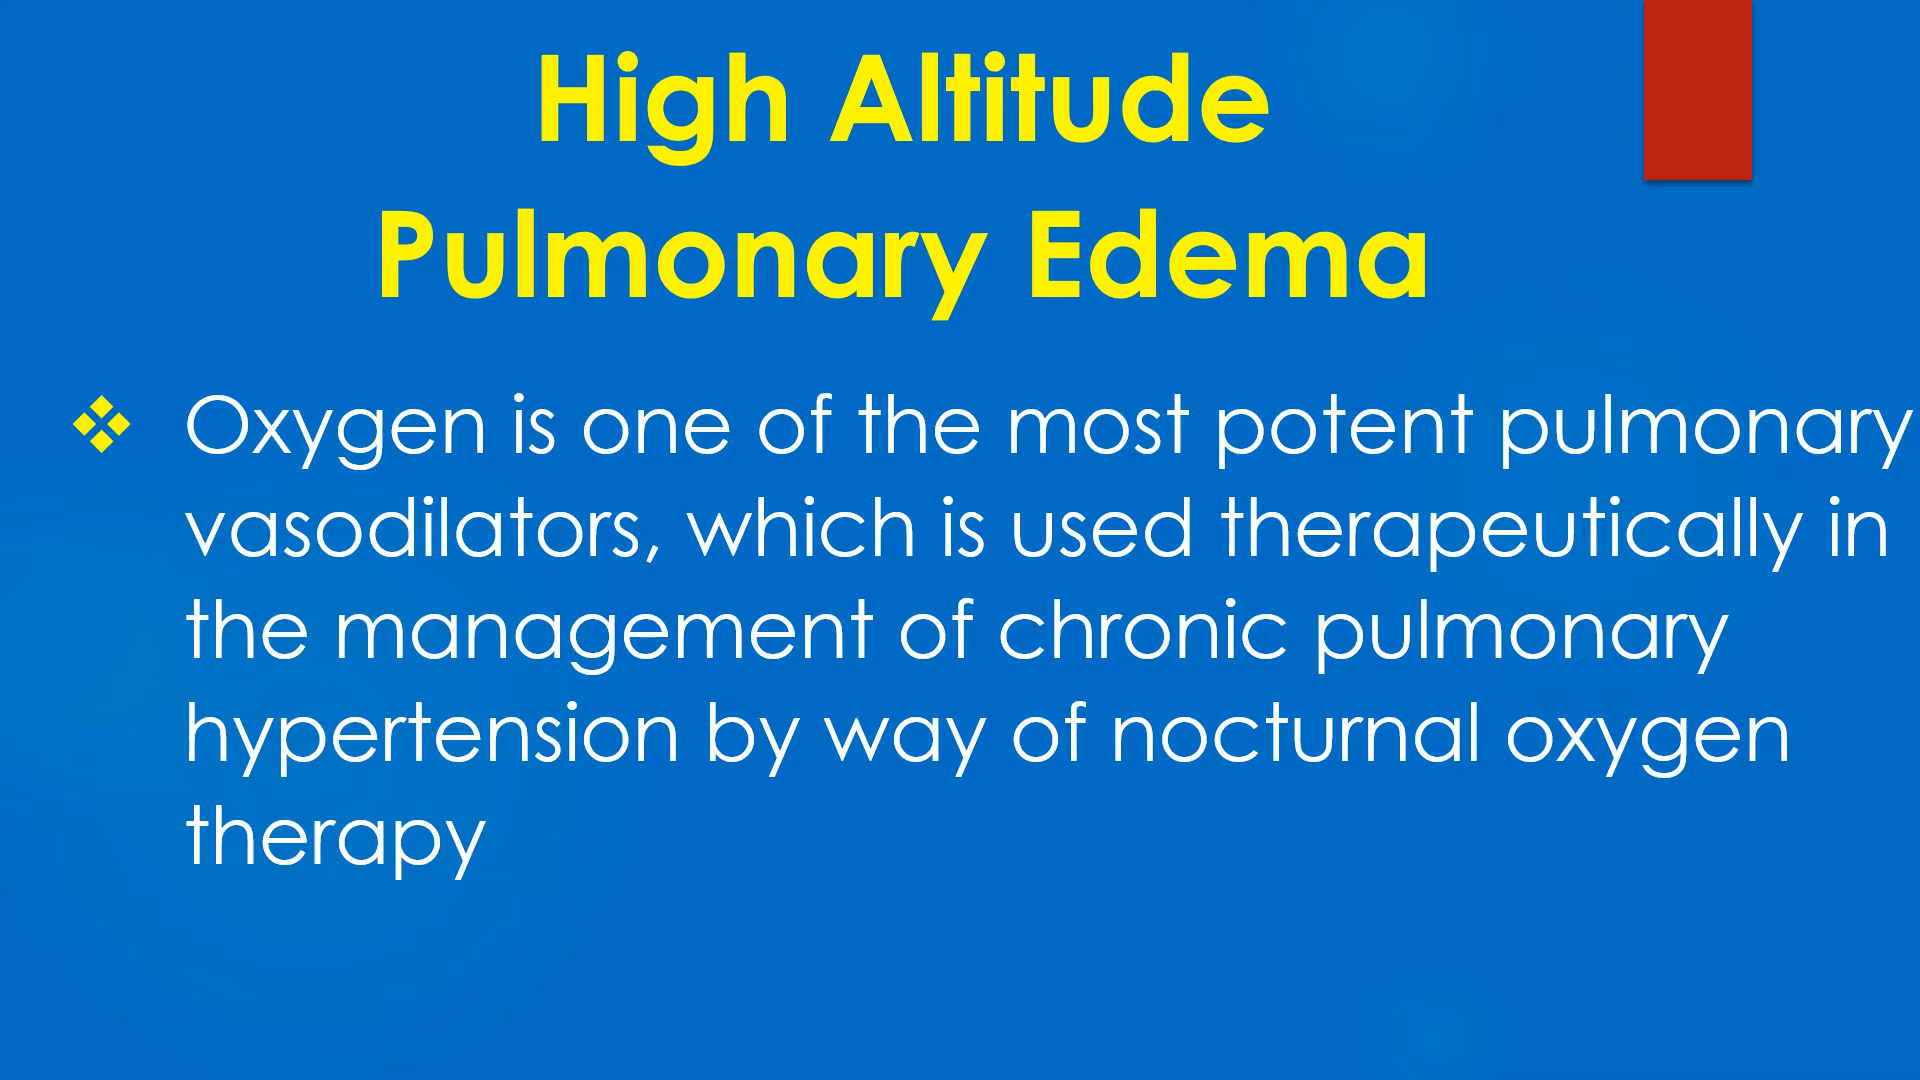 High Altitude
Pulmonary Edema
Oxygen is one of the most potent pulmonary
vasodilators, which is used therapeutically in
the management of chronic pulmonary
hypertension by way of nocturnal oxygen
therapy